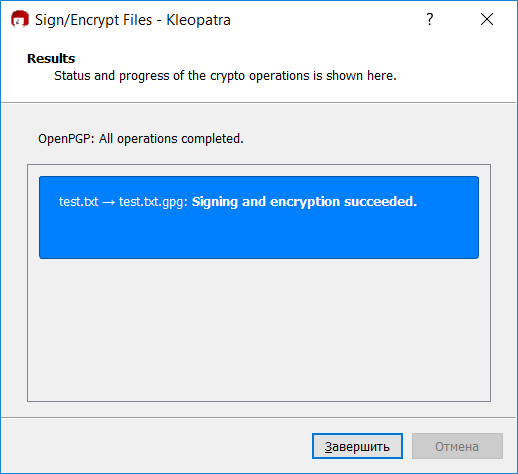 Sign/Encrypt Files - Kleopatra
?
Results
Status and progress of the crypto operations is shown here.
OpenPGP: All operations completed.
test.txt → test.txt.gpg: Signing and encryption succeeded.
Завершить
Отмена